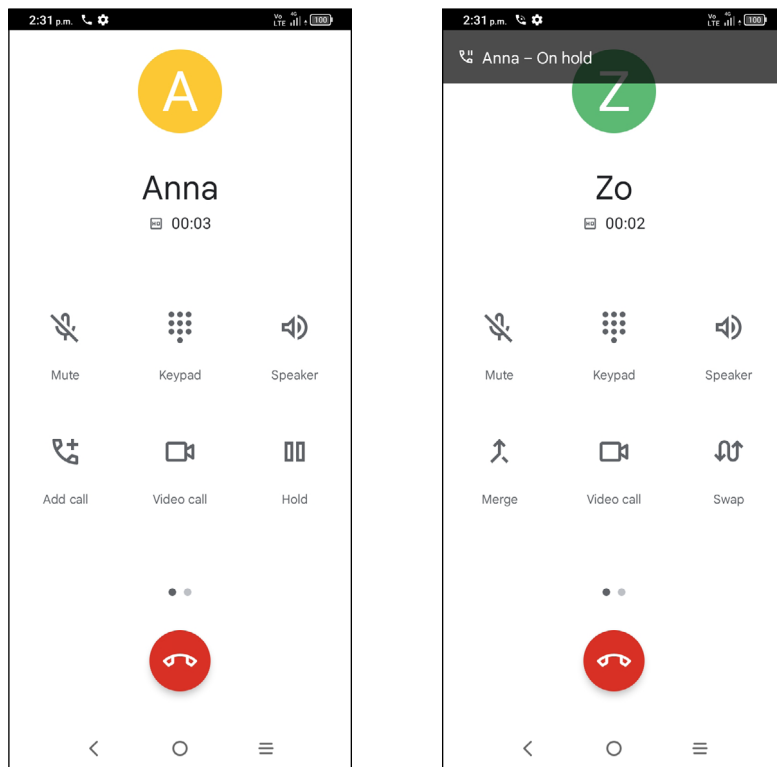 2:31 p.m.
Vo LTE 4G 100
A
Anna
HD 00:03
Mute Keypad Speaker
Add call Video call Hold
2:31 p.m.
Vo LTE 4G 100
Anna – On hold
Z
Zo
HD 00:02
Mute Keypad Speaker
Merge Video call Swap